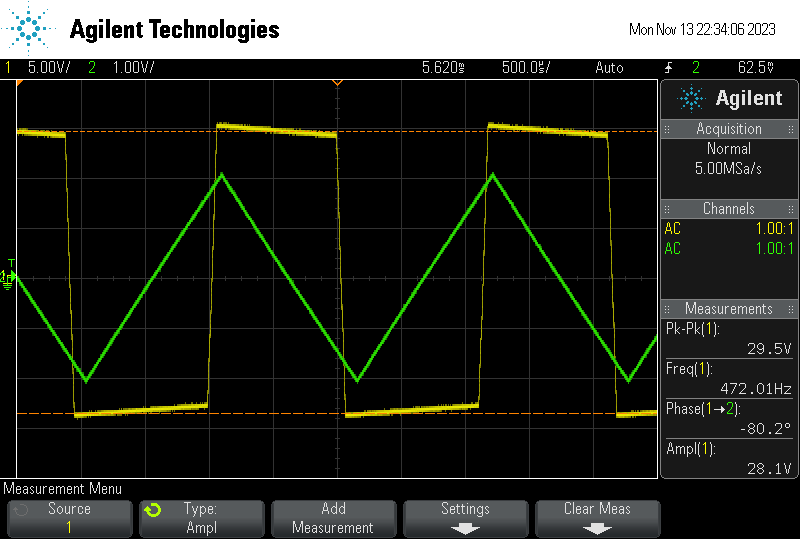 Agilent Technologies
Mon Nov 13 22:34:06 2023
1 5.00V/ 2 1.00V/ 5.620ms 500.0us/ Auto 2 62.5mV
Agilent
Acquisition
Normal
5.00MSa/s
Channels
AC 1.00:1
AC 1.00:1
Measurements
Pk-Pk(1):
29.5V
Freq(1):
472.01Hz
Phase(1→2):
-80.2°
Ampl(1):
28.1V
T
Measurement Menu
Source
1
Type:
Ampl
Add
Measurement
Settings
Clear Meas